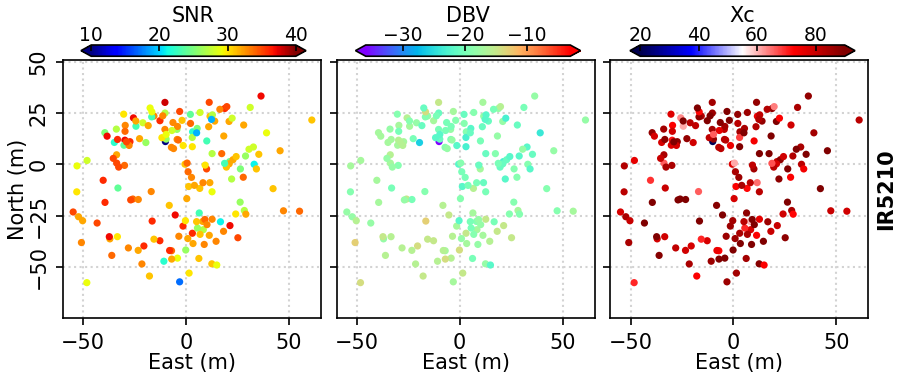 SNR DBV Xc
10 20 30 40 −30 −20 −10 20 40 60 80
50
25
0
−25
−50
North (m)
−50 0 50 −50 0 50 −50 0 50
East (m) East (m) East (m)
IR5210